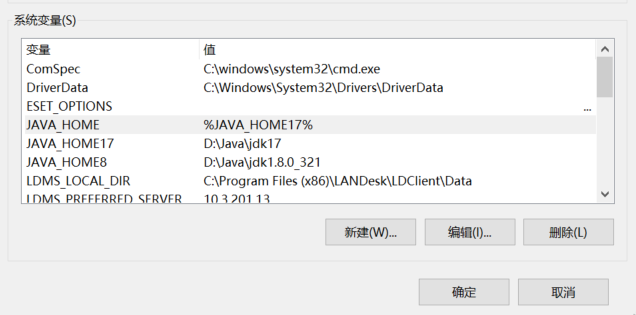 系统变量(S)
变量 值
ComSpec C:\windows\system32\cmd.exe
DriverData C:\Windows\System32\Drivers\DriverData
ESET_OPTIONS ...
JAVA_HOME %JAVA_HOME17%
JAVA_HOME17 D:\Java\jdk17
JAVA_HOME8 D:\Java\jdk1.8.0_321
LDMS_LOCAL_DIR C:\Program Files (x86)\LANDesk\LDClient\Data
LDMS_PREFERRED_SERVER 10.3.201.13
新建(W)... 编辑(I)... 删除(L)
确定 取消